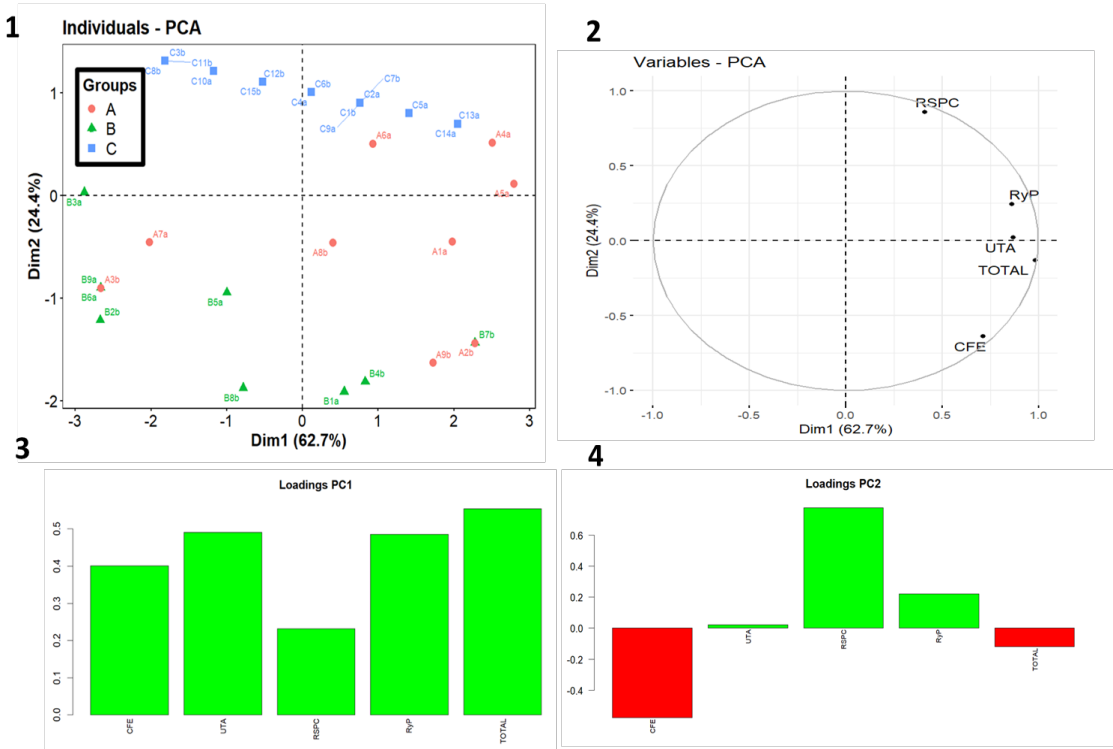 1
Individuals - PCA
Groups
A
B
C
C3b
C8b
C11b
C10a
C12b
C15b
C6b
C4a
C7b
C2a
C1b
C9a
C5a
C13a
C14a
A6a
A4a
A5a
B3a
A7a
A8b
A1a
B9a
A3b
B6a
B2b
B5a
B7b
A2b
A9b
B4b
B8b
B1a
1
0
-1
-2
-3
-2
-1
0
1
2
3
Dim2 (24.4%)
Dim1 (62.7%)
2
Variables - PCA
RSPC
RyP
UTA
TOTAL
CFE
1.0
0.5
0.0
-0.5
-1.0
-1.0
-0.5
0.0
0.5
1.0
Dim2 (24.4%)
Dim1 (62.7%)
3
Loadings PC1
0.5
0.4
0.3
0.2
0.1
0.0
CFE
UTA
RSPC
RyP
TOTAL
4
Loadings PC2
0.6
0.4
0.2
0.0
-0.2
-0.4
CFE
UTA
RSPC
RyP
TOTAL